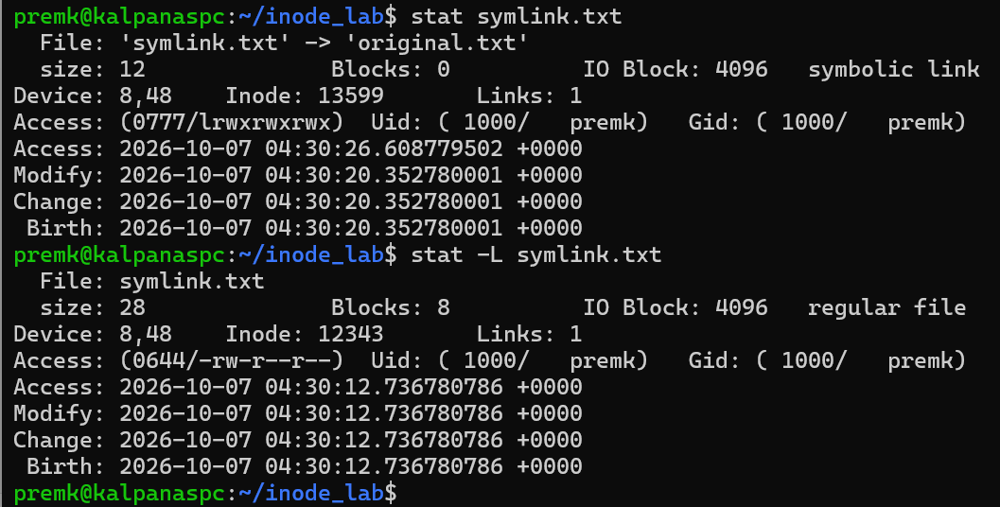 premk@kalpanaspc:~/inode_lab$ stat symlink.txt
  File: 'symlink.txt' -> 'original.txt'
  size: 12              Blocks: 0          IO Block: 4096   symbolic link
Device: 8,48    Inode: 13599       Links: 1
Access: (0777/lrwxrwxrwx)  Uid: ( 1000/   premk)   Gid: ( 1000/   premk)
Access: 2026-10-07 04:30:26.608779502 +0000
Modify: 2026-10-07 04:30:20.352780001 +0000
Change: 2026-10-07 04:30:20.352780001 +0000
 Birth: 2026-10-07 04:30:20.352780001 +0000
premk@kalpanaspc:~/inode_lab$ stat -L symlink.txt
  File: symlink.txt
  size: 28              Blocks: 8          IO Block: 4096   regular file
Device: 8,48    Inode: 12343       Links: 1
Access: (0644/-rw-r--r--)  Uid: ( 1000/   premk)   Gid: ( 1000/   premk)
Access: 2026-10-07 04:30:12.736780786 +0000
Modify: 2026-10-07 04:30:12.736780786 +0000
Change: 2026-10-07 04:30:12.736780786 +0000
 Birth: 2026-10-07 04:30:12.736780786 +0000
premk@kalpanaspc:~/inode_lab$